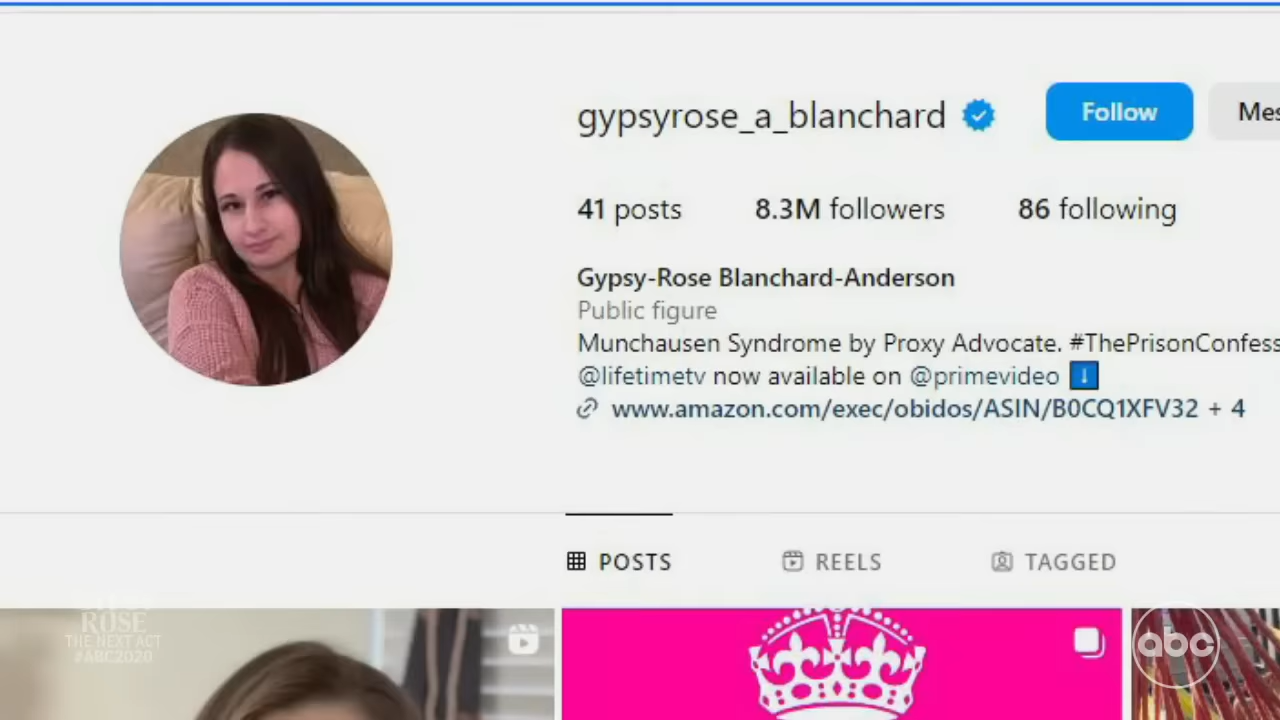 gypsyrose_a_blanchard
Follow
Mes
41 posts 8.3M followers 86 following
Gypsy-Rose Blanchard-Anderson
Public figure
Munchausen Syndrome by Proxy Advocate. #ThePrisonConfess
@lifetimetv now available on @primevideo
www.amazon.com/exec/obidos/ASIN/B0CQ1XFV32 + 4
POSTS REELS TAGGED
ROSE
THE NEXT ACT
#ABC2020
abc